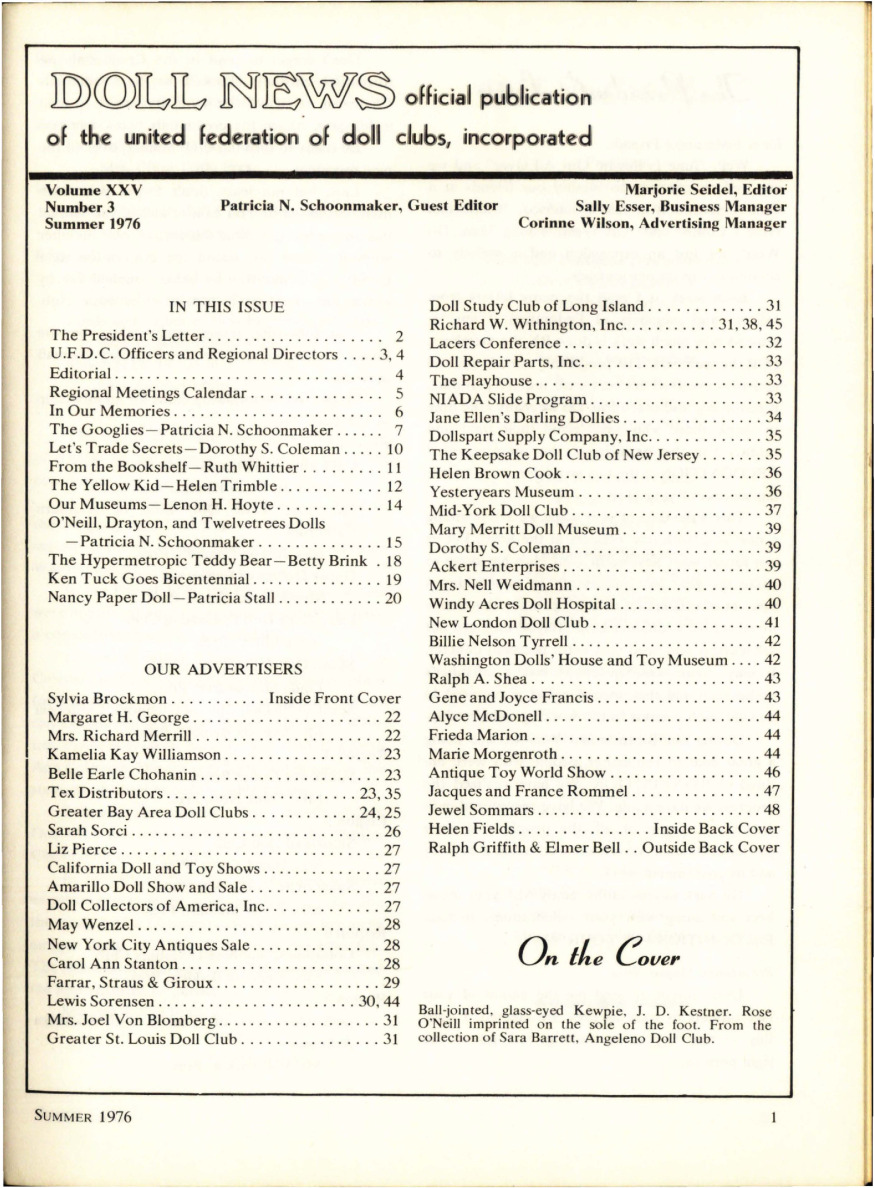 DOLL NEWS official publication
of the united federation of doll clubs, incorporated
Volume XXV
Number 3
Summer 1976
Patricia N. Schoonmaker, Guest Editor
Marjorie Seidel, Editor
Sally Esser, Business Manager
Corinne Wilson, Advertising Manager
IN THIS ISSUE
The President's Letter . . . . . . . . . . . . . . . . . . . . 2
U.F.D.C. Officers and Regional Directors . . . . 3, 4
Editorial . . . . . . . . . . . . . . . . . . . . . . . . . . . . . 4
Regional Meetings Calendar . . . . . . . . . . . . . . . 5
In Our Memories . . . . . . . . . . . . . . . . . . . . . . . 6
The Googlies—Patricia N. Schoonmaker . . . . . . 7
Let's Trade Secrets—Dorothy S. Coleman . . . . . 10
From the Bookshelf—Ruth Whittier . . . . . . . . . 11
The Yellow Kid—Helen Trimble . . . . . . . . . . . . 12
Our Museums—Lenon H. Hoyte . . . . . . . . . . . . 14
O'Neill, Drayton, and Twelvetrees Dolls
—Patricia N. Schoonmaker . . . . . . . . . . . . . 15
The Hypermetropic Teddy Bear—Betty Brink . 18
Ken Tuck Goes Bicentennial . . . . . . . . . . . . . . . 19
Nancy Paper Doll—Patricia Stall . . . . . . . . . . . . 20
OUR ADVERTISERS
Sylvia Brockmon . . . . . . . . . . . Inside Front Cover
Margaret H. George . . . . . . . . . . . . . . . . . . . . . . 22
Mrs. Richard Merrill . . . . . . . . . . . . . . . . . . . . . 22
Kamelia Kay Williamson . . . . . . . . . . . . . . . . . . 23
Belle Earle Chohanin . . . . . . . . . . . . . . . . . . . . . 23
Tex Distributors . . . . . . . . . . . . . . . . . . . . . . 23, 35
Greater Bay Area Doll Clubs . . . . . . . . . . . . 24, 25
Sarah Sorci . . . . . . . . . . . . . . . . . . . . . . . . . . . . . 26
Liz Pierce . . . . . . . . . . . . . . . . . . . . . . . . . . . . . . 27
California Doll and Toy Shows . . . . . . . . . . . . . . 27
Amarillo Doll Show and Sale . . . . . . . . . . . . . . . 27
Doll Collectors of America, Inc. . . . . . . . . . . . . 27
May Wenzel . . . . . . . . . . . . . . . . . . . . . . . . . . . . 28
New York City Antiques Sale . . . . . . . . . . . . . . . 28
Carol Ann Stanton . . . . . . . . . . . . . . . . . . . . . . . 28
Farrar, Straus & Giroux . . . . . . . . . . . . . . . . . . . 29
Lewis Sorensen . . . . . . . . . . . . . . . . . . . . . . . 30, 44
Mrs. Joel Von Blomberg . . . . . . . . . . . . . . . . . . . 31
Greater St. Louis Doll Club . . . . . . . . . . . . . . . . 31
Doll Study Club of Long Island . . . . . . . . . . . . . 31
Richard W. Withington, Inc. . . . . . . . . . . 31, 38, 45
Lacers Conference . . . . . . . . . . . . . . . . . . . . . . . 32
Doll Repair Parts, Inc. . . . . . . . . . . . . . . . . . . . . 33
The Playhouse . . . . . . . . . . . . . . . . . . . . . . . . . . 33
NIADA Slide Program . . . . . . . . . . . . . . . . . . . . 33
Jane Ellen's Darling Dollies . . . . . . . . . . . . . . . . 34
Dollspart Supply Company, Inc. . . . . . . . . . . . . 35
The Keepsake Doll Club of New Jersey . . . . . . . 35
Helen Brown Cook . . . . . . . . . . . . . . . . . . . . . . . 36
Yesteryears Museum . . . . . . . . . . . . . . . . . . . . . 36
Mid-York Doll Club . . . . . . . . . . . . . . . . . . . . . . 37
Mary Merritt Doll Museum . . . . . . . . . . . . . . . . 39
Dorothy S. Coleman . . . . . . . . . . . . . . . . . . . . . . 39
Ackert Enterprises . . . . . . . . . . . . . . . . . . . . . . . 39
Mrs. Nell Weidmann . . . . . . . . . . . . . . . . . . . . . . 40
Windy Acres Doll Hospital . . . . . . . . . . . . . . . . . 40
New London Doll Club . . . . . . . . . . . . . . . . . . . . 41
Billie Nelson Tyrrell . . . . . . . . . . . . . . . . . . . . . . 42
Washington Dolls' House and Toy Museum . . . . 42
Ralph A. Shea . . . . . . . . . . . . . . . . . . . . . . . . . . . 43
Gene and Joyce Francis . . . . . . . . . . . . . . . . . . . 43
Alyce McDonell . . . . . . . . . . . . . . . . . . . . . . . . . 44
Frieda Marion . . . . . . . . . . . . . . . . . . . . . . . . . . . 44
Marie Morgenroth . . . . . . . . . . . . . . . . . . . . . . . . 44
Antique Toy World Show . . . . . . . . . . . . . . . . . . 46
Jacques and France Rommel . . . . . . . . . . . . . . . 47
Jewel Sommars . . . . . . . . . . . . . . . . . . . . . . . . . . 48
Helen Fields . . . . . . . . . . . . . . . Inside Back Cover
Ralph Griffith & Elmer Bell . . Outside Back Cover
On the Cover
Ball-jointed, glass-eyed Kewpie, J. D. Kestner. Rose
O'Neill imprinted on the sole of the foot. From the
collection of Sara Barrett, Angeleno Doll Club.
SUMMER 1976
1